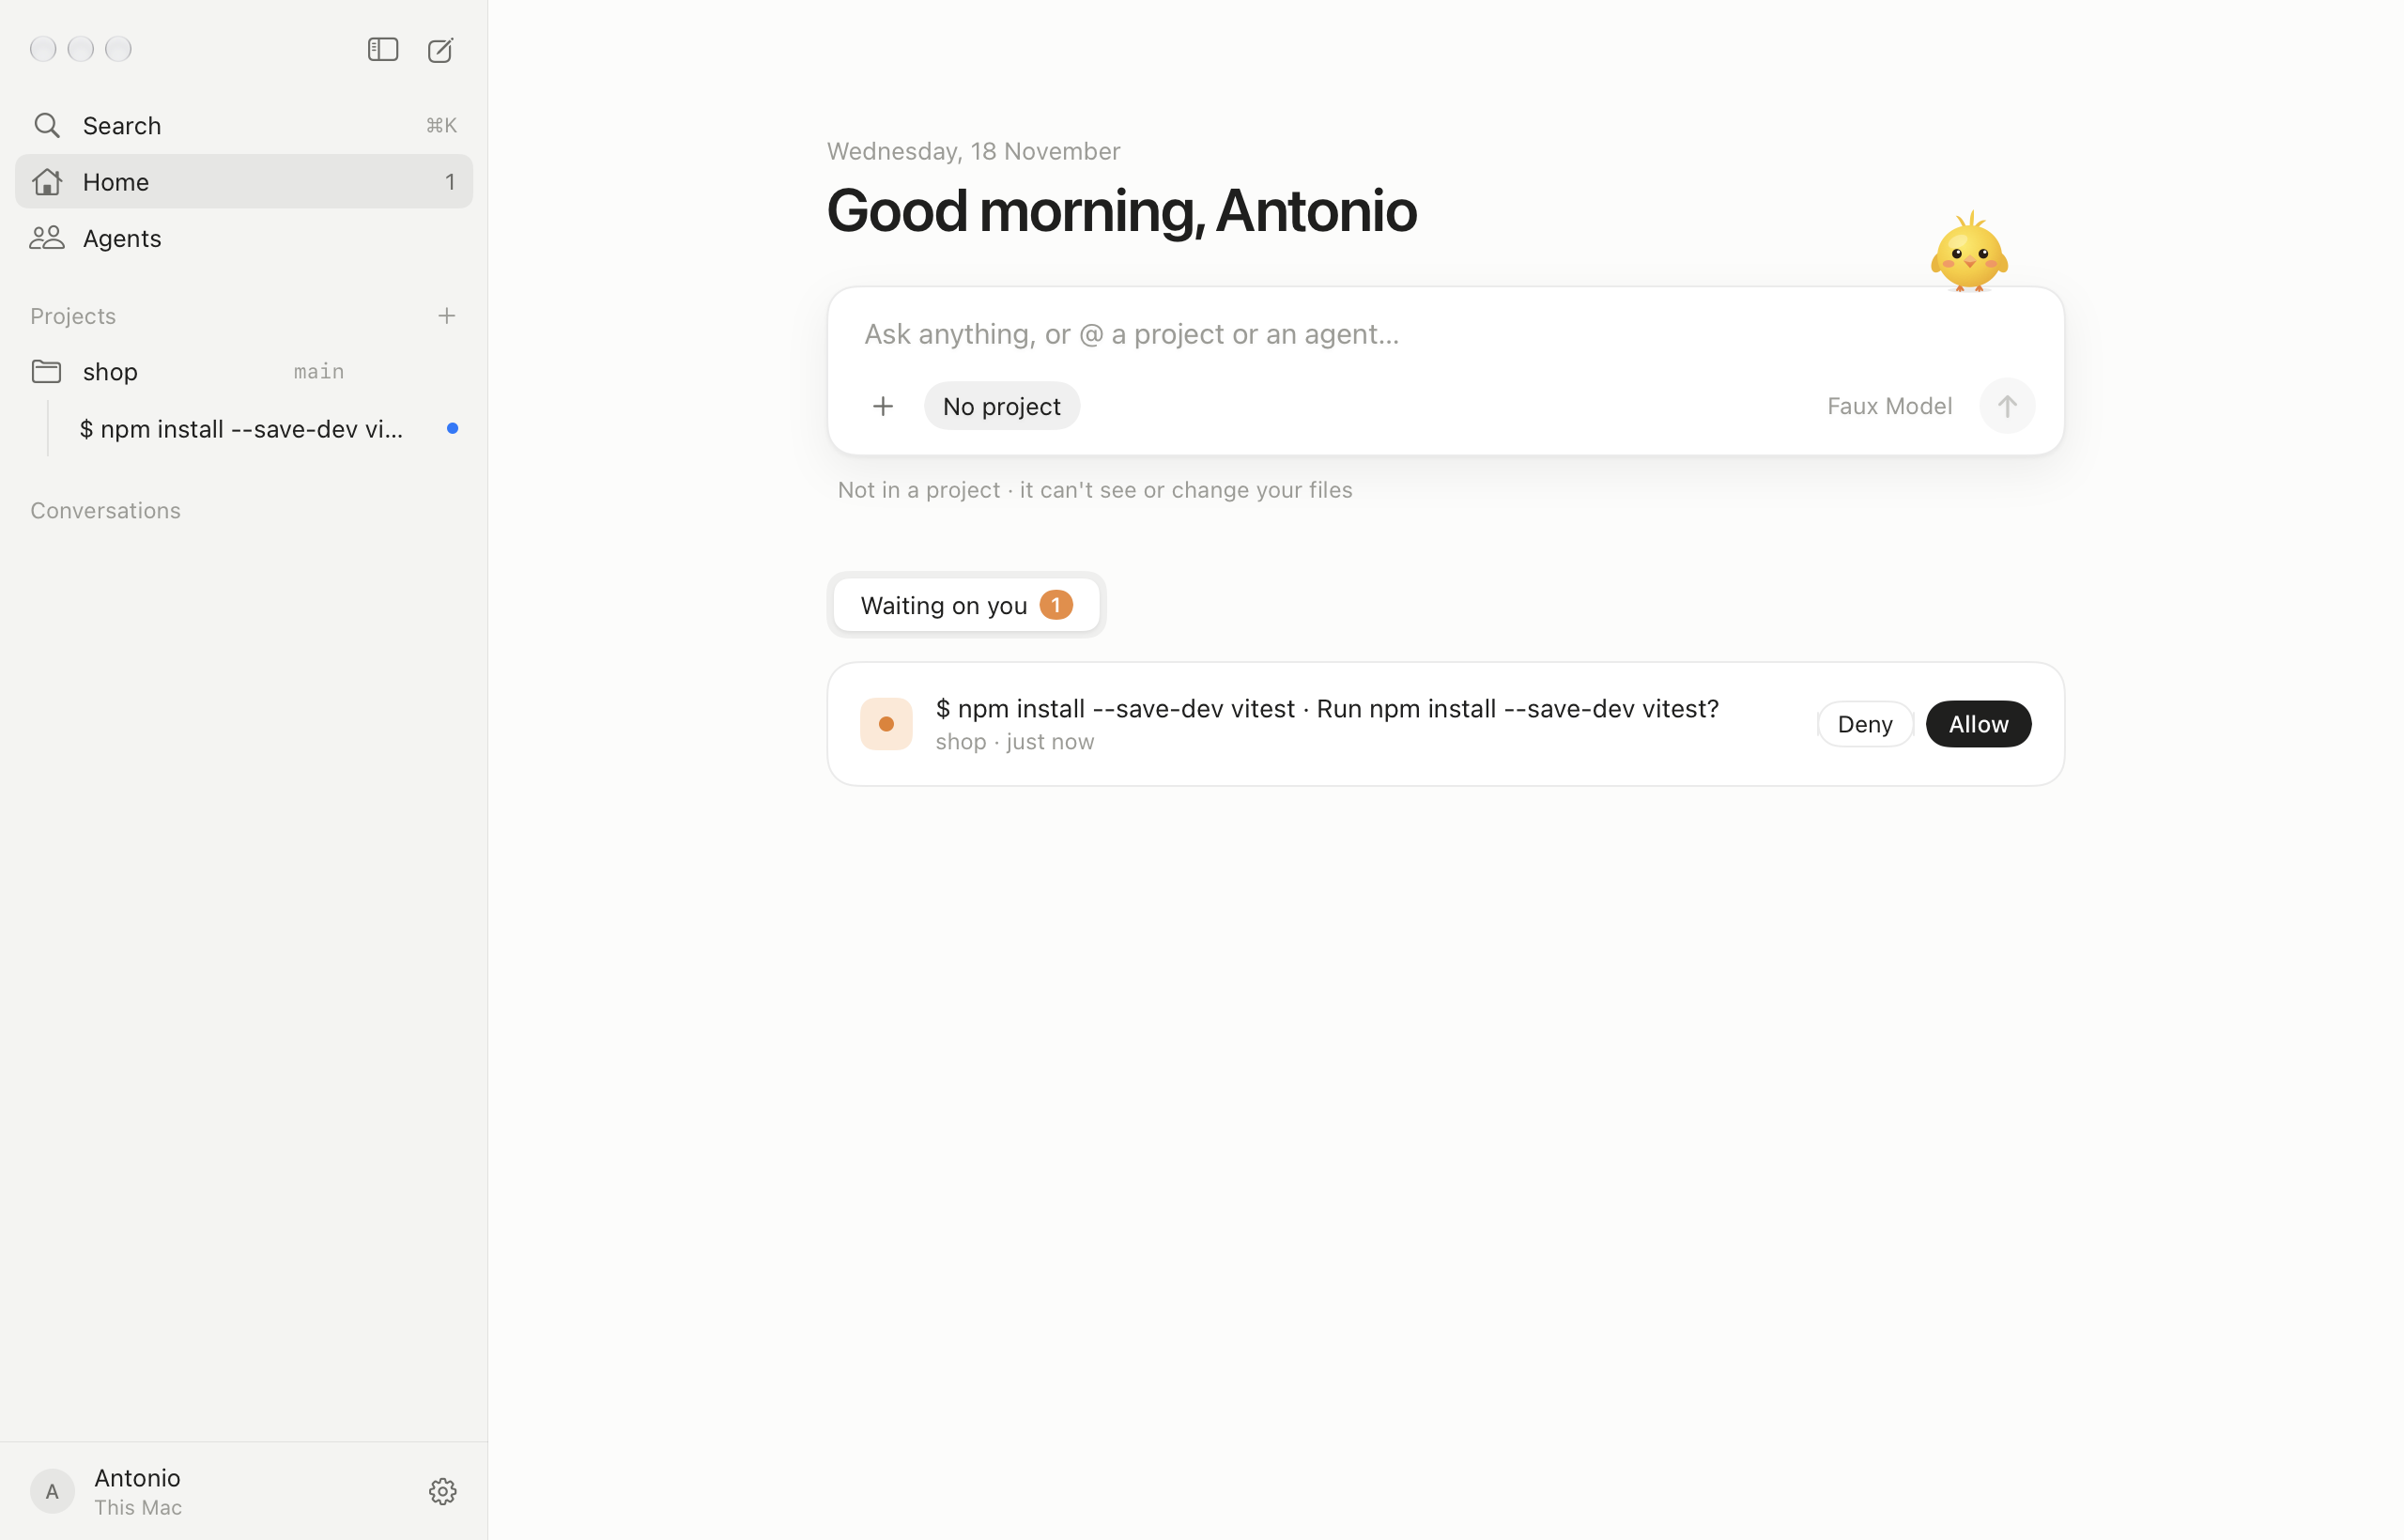 Search ⌘K
Home 1
Agents
Projects
shop main
$ npm install --save-dev vi...
Conversations
Antonio
A
This Mac
Wednesday, 18 November
Good morning, Antonio
Ask anything, or @ a project or an agent...
No project
Faux Model
Not in a project · it can't see or change your files
Waiting on you 1
$ npm install --save-dev vitest · Run npm install --save-dev vitest?
shop · just now
Deny
Allow